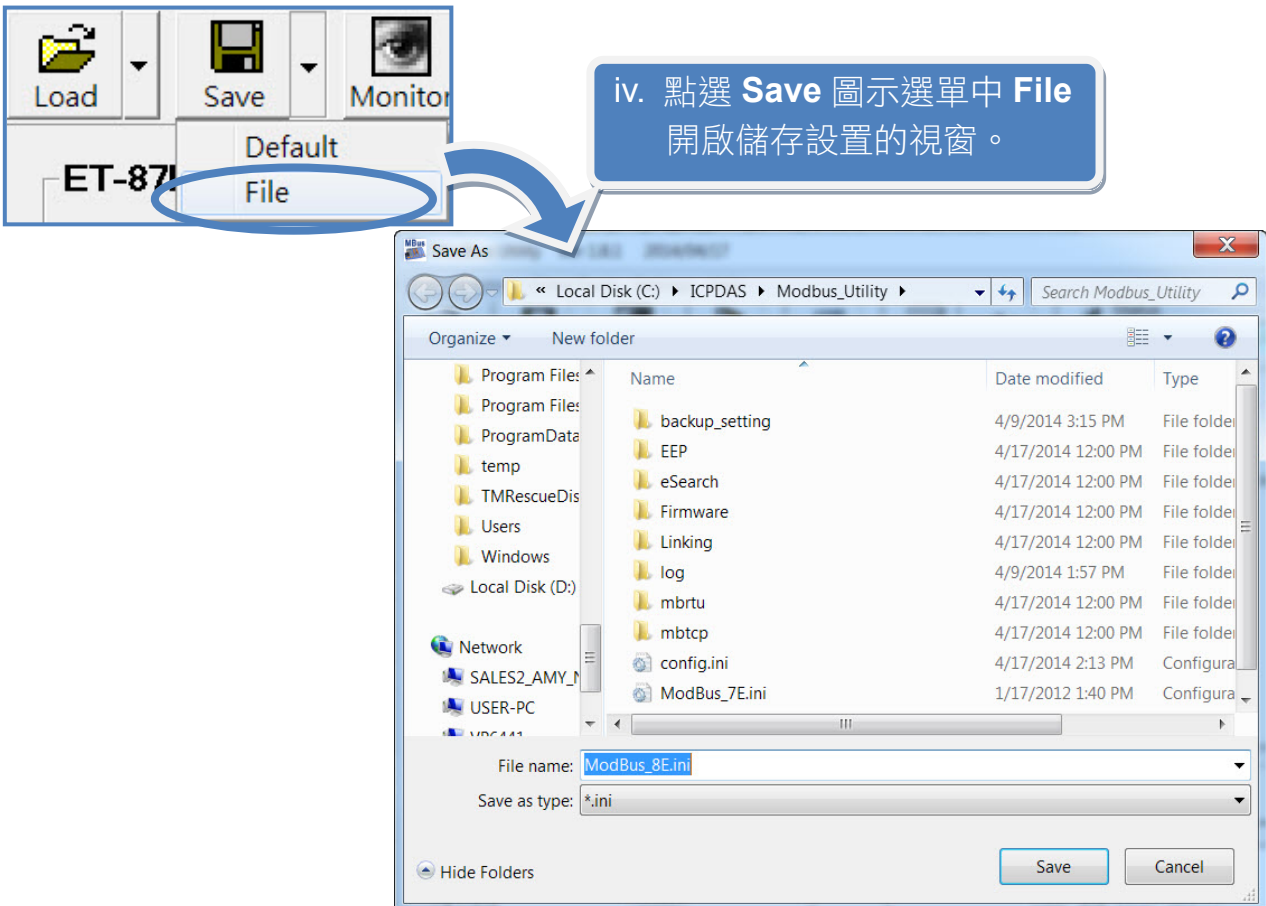 Load
Save
Monitor
Default
File
ET-87
iv. 點選 Save 圖示選單中 File
開啟儲存設置的視窗。
MBus
Save As
2014/04/17
« Local Disk (C:) ▸ ICPDAS ▸ Modbus_Utility ▸
Search Modbus_Utility
Organize
New folder
Program Files
Program Files
ProgramData
temp
TMRescueDis
Users
Windows
Local Disk (D:)
Network
SALES2_AMY_N
USER-PC
Name Date modified Type
backup_setting 4/9/2014 3:15 PM File folder
EEP 4/17/2014 12:00 PM File folder
eSearch 4/17/2014 12:00 PM File folder
Firmware 4/17/2014 12:00 PM File folder
Linking 4/17/2014 12:00 PM File folder
log 4/9/2014 1:57 PM File folder
mbrtu 4/17/2014 12:00 PM File folder
mbtcp 4/17/2014 12:00 PM File folder
config.ini 4/17/2014 2:13 PM Configura
ModBus_7E.ini 1/17/2012 1:40 PM Configura
File name: ModBus_8E.ini
Save as type: *.ini
Hide Folders
Save
Cancel